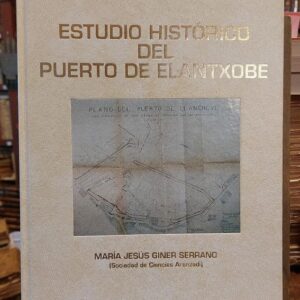 ESTUDIO HISTÓRICO
DEL
PUERTO DE ELANTXOBE
PLANO DEL PUERTO DE ELANCHOVE
MARÍA JESÚS GINER SERRANO
(Sociedad de Ciencias Aranzadi)